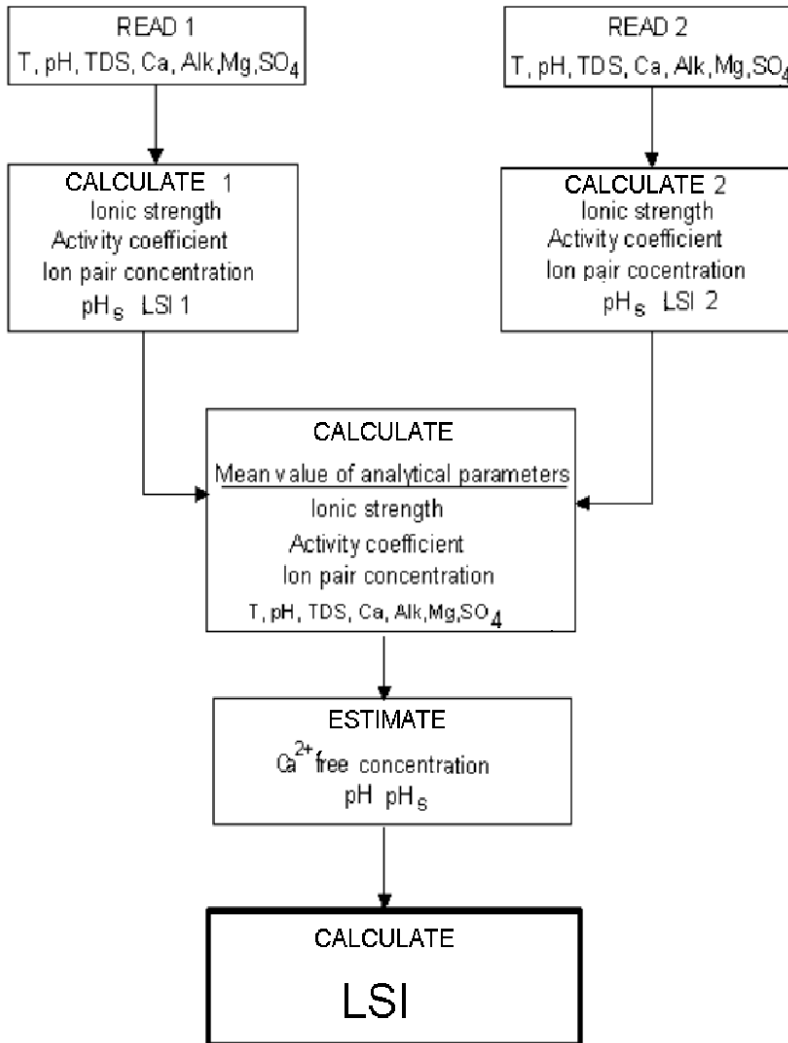 READ 1
T, pH, TDS, Ca, Alk,Mg,SO4
READ 2
T, pH, TDS, Ca, Alk,Mg,SO4
CALCULATE 1
Ionic strength
Activity coefficient
Ion pair concentration
pHs LSI 1
CALCULATE 2
Ionic strength
Activity coefficient
Ion pair cocentration
pHs LSI 2
CALCULATE
Mean value of analytical parameters
Ionic strength
Activity coefficient
Ion pair concentration
T, pH, TDS, Ca, Alk,Mg,SO4
ESTIMATE
Ca2+ free concentration
pH pHs
CALCULATE
LSI